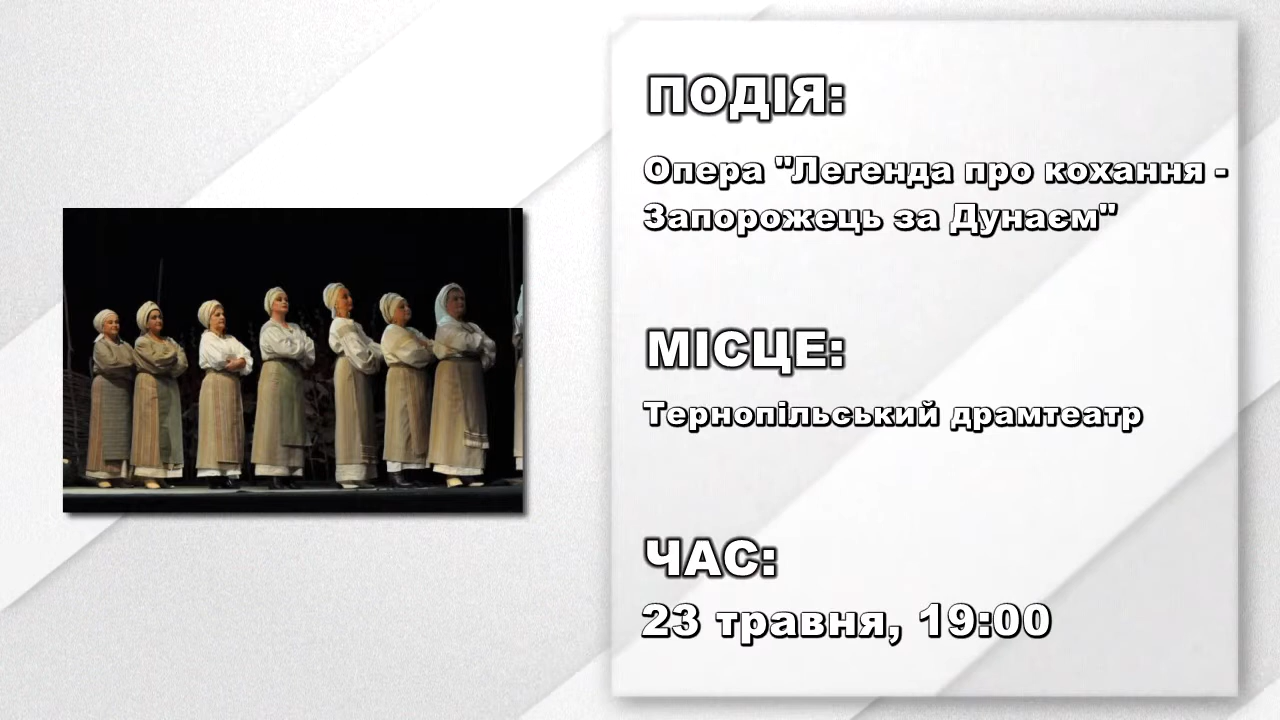 ПОДІЯ:
Опера "Легенда про кохання -
Запорожець за Дунаєм"
МІСЦЕ:
Тернопільський драмтеатр
ЧАС:
23 травня, 19:00